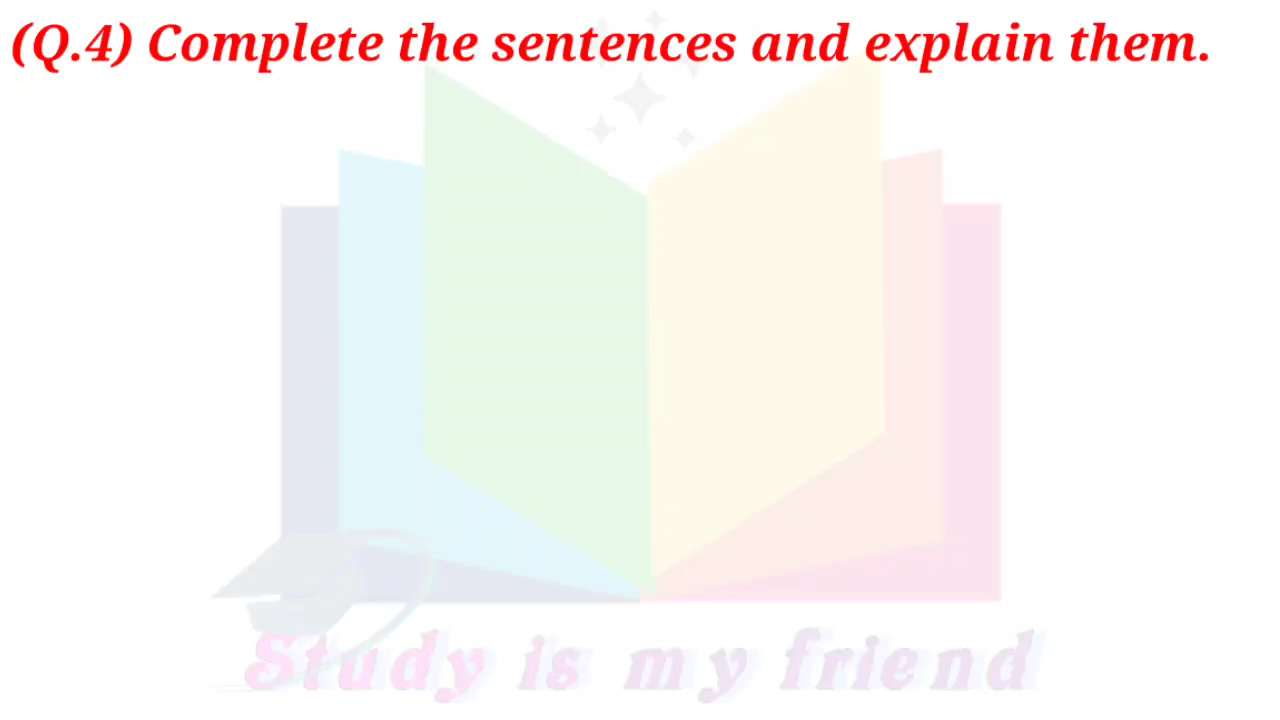 (Q.4) Complete the sentences and explain them.
Study is my friend